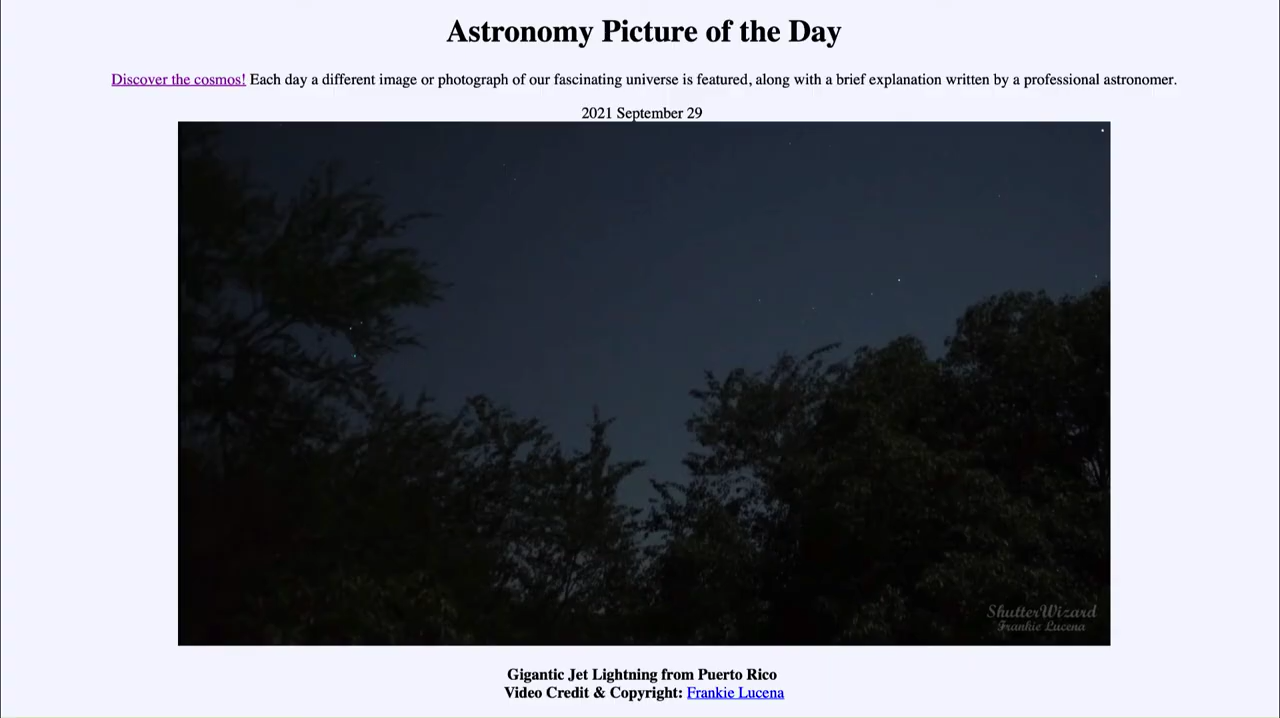 Astronomy Picture of the Day
Discover the cosmos! Each day a different image or photograph of our fascinating universe is featured, along with a brief explanation written by a professional astronomer.
2021 September 29
ShutterWizard
Frankie Lucena
Gigantic Jet Lightning from Puerto Rico
Video Credit & Copyright: Frankie Lucena